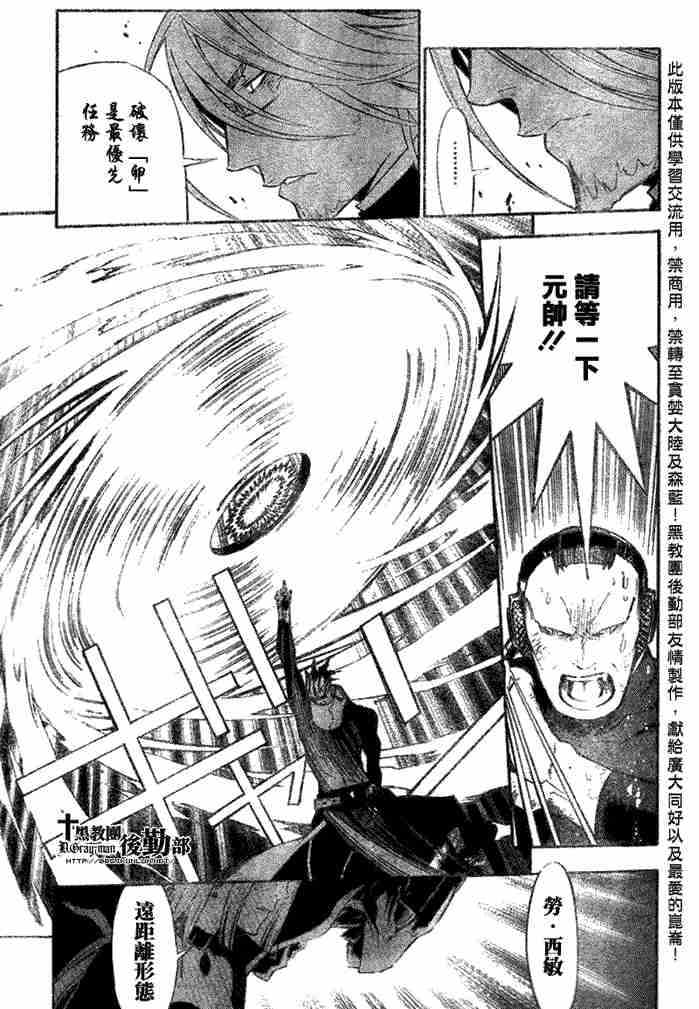 ………
破壞「卵」
是最優先
任務
請等一下
元帥!!
勞・西敏
遠距離形態
黑教團
D.Gray-man
後勤部
此版本僅供學習交流用，禁商用，禁轉至貪婪大陸及森藍！黑教團後勤部友情製作，獻給廣大同好以及最愛的崑崙！